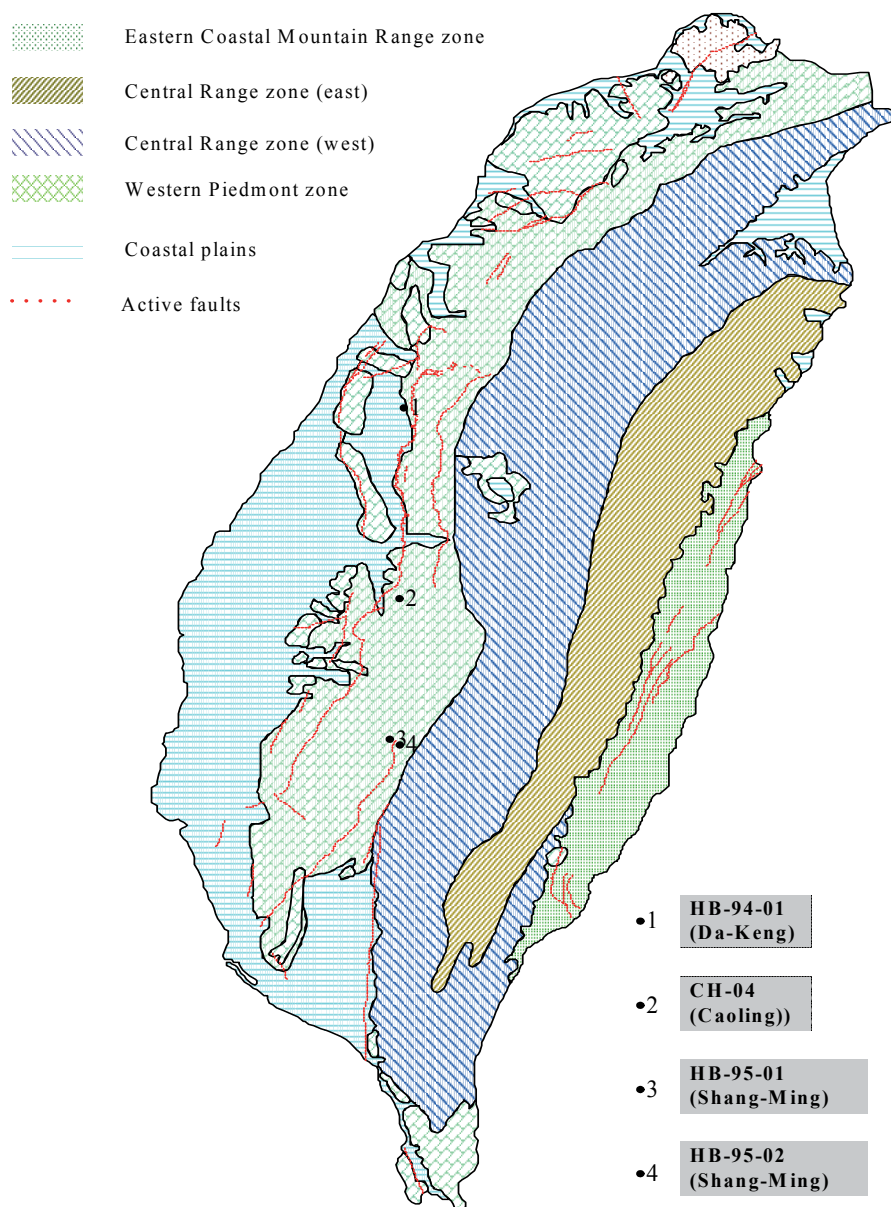 Eastern Coastal Mountain Range zone
Central Range zone (east)
Central Range zone (west)
Western Piedmont zone
Coastal plains
Active faults
1
2
3
4
1 HB-94-01
(Da-Keng)
2 CH-04
(Caoling))
3 HB-95-01
(Shang-Ming)
4 HB-95-02
(Shang-Ming)